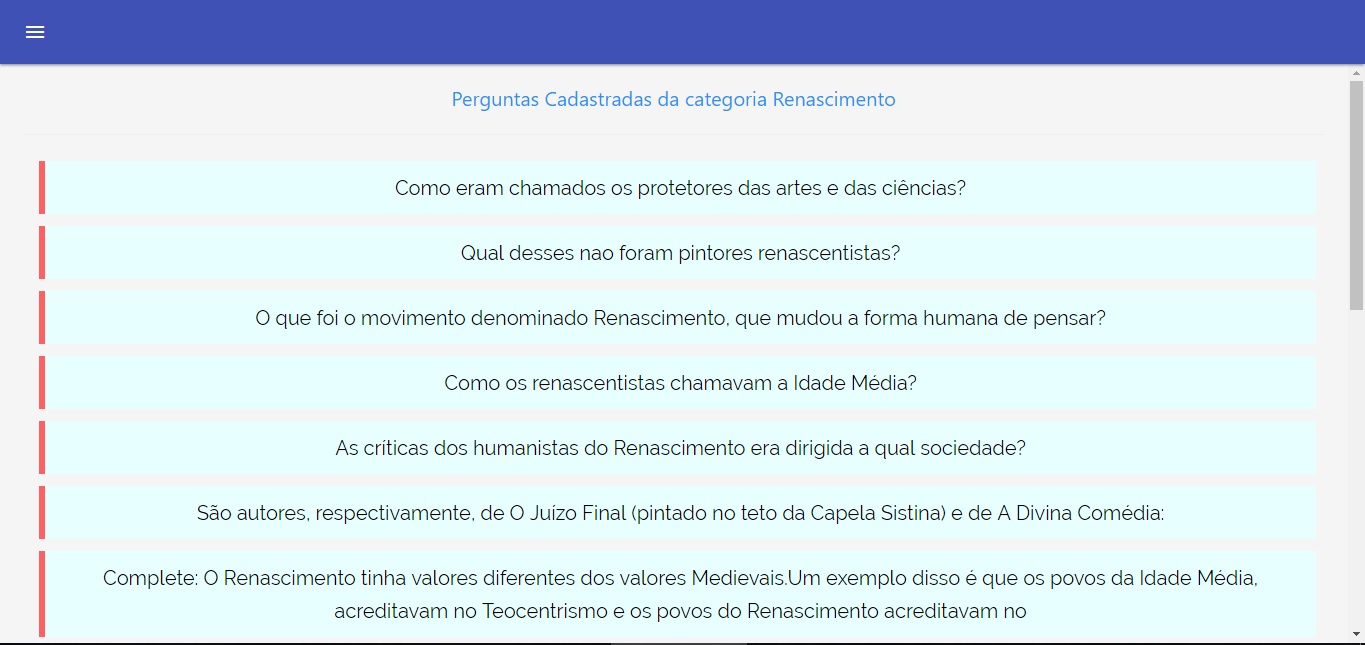 Perguntas Cadastradas da categoria Renascimento
Como eram chamados os protetores das artes e das ciências?
Qual desses nao foram pintores renascentistas?
O que foi o movimento denominado Renascimento, que mudou a forma humana de pensar?
Como os renascentistas chamavam a Idade Média?
As críticas dos humanistas do Renascimento era dirigida a qual sociedade?
São autores, respectivamente, de O Juízo Final (pintado no teto da Capela Sistina) e de A Divina Comédia:
Complete: O Renascimento tinha valores diferentes dos valores Medievais.Um exemplo disso é que os povos da Idade Média,
acreditavam no Teocentrismo e os povos do Renascimento acreditavam no